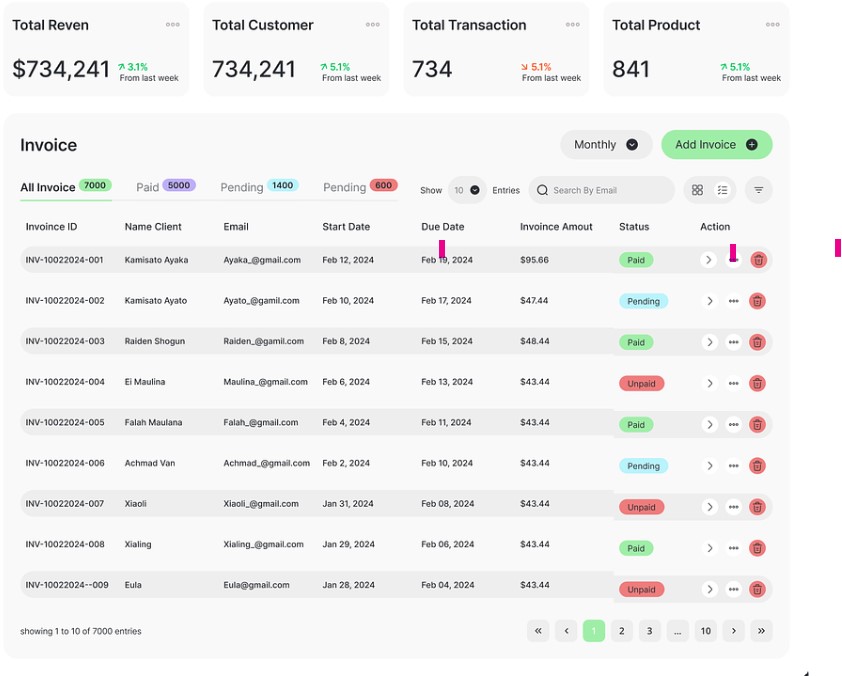 Total Reven Total Customer Total Transaction Total Product
$734,241 3.1% From last week 734,241 5.1% From last week 734 5.1% From last week 841 5.1% From last week
Invoice Monthly Add Invoice
All Invoice 7000 Paid 5000 Pending 1400 Pending 600 Show 10 Entries Search By Email
Invoince ID Name Client Email Start Date Due Date Invoince Amout Status Action
INV-10022024-001 Kamisato Ayaka Ayaka_@gmail.com Feb 12, 2024 Feb 19, 2024 $95.66 Paid
INV-10022024-002 Kamisato Ayato Ayato_@gamil.com Feb 10, 2024 Feb 17, 2024 $47.44 Pending
INV-10022024-003 Raiden Shogun Raiden_@gamil.com Feb 8, 2024 Feb 15, 2024 $48.44 Paid
INV-10022024-004 Ei Maulina Maulina_@gmail.com Feb 6, 2024 Feb 13, 2024 $43.44 Unpaid
INV-10022024-005 Falah Maulana Falah_@gmail.com Feb 4, 2024 Feb 11, 2024 $43.44 Paid
INV-10022024-006 Achmad Van Achmad_@gmail.com Feb 2, 2024 Feb 10, 2024 $43.44 Pending
INV-10022024-007 Xiaoli Xiaoli_@gmail.com Jan 31, 2024 Feb 08, 2024 $43.44 Unpaid
INV-10022024-008 Xialing Xialing_@gmail.com Jan 29, 2024 Feb 06, 2024 $43.44 Paid
INV-10022024--009 Eula Eula@gmail.com Jan 28, 2024 Feb 04, 2024 $43.44 Unpaid
showing 1 to 10 of 7000 entries « ‹ 1 2 3 ... 10 › »